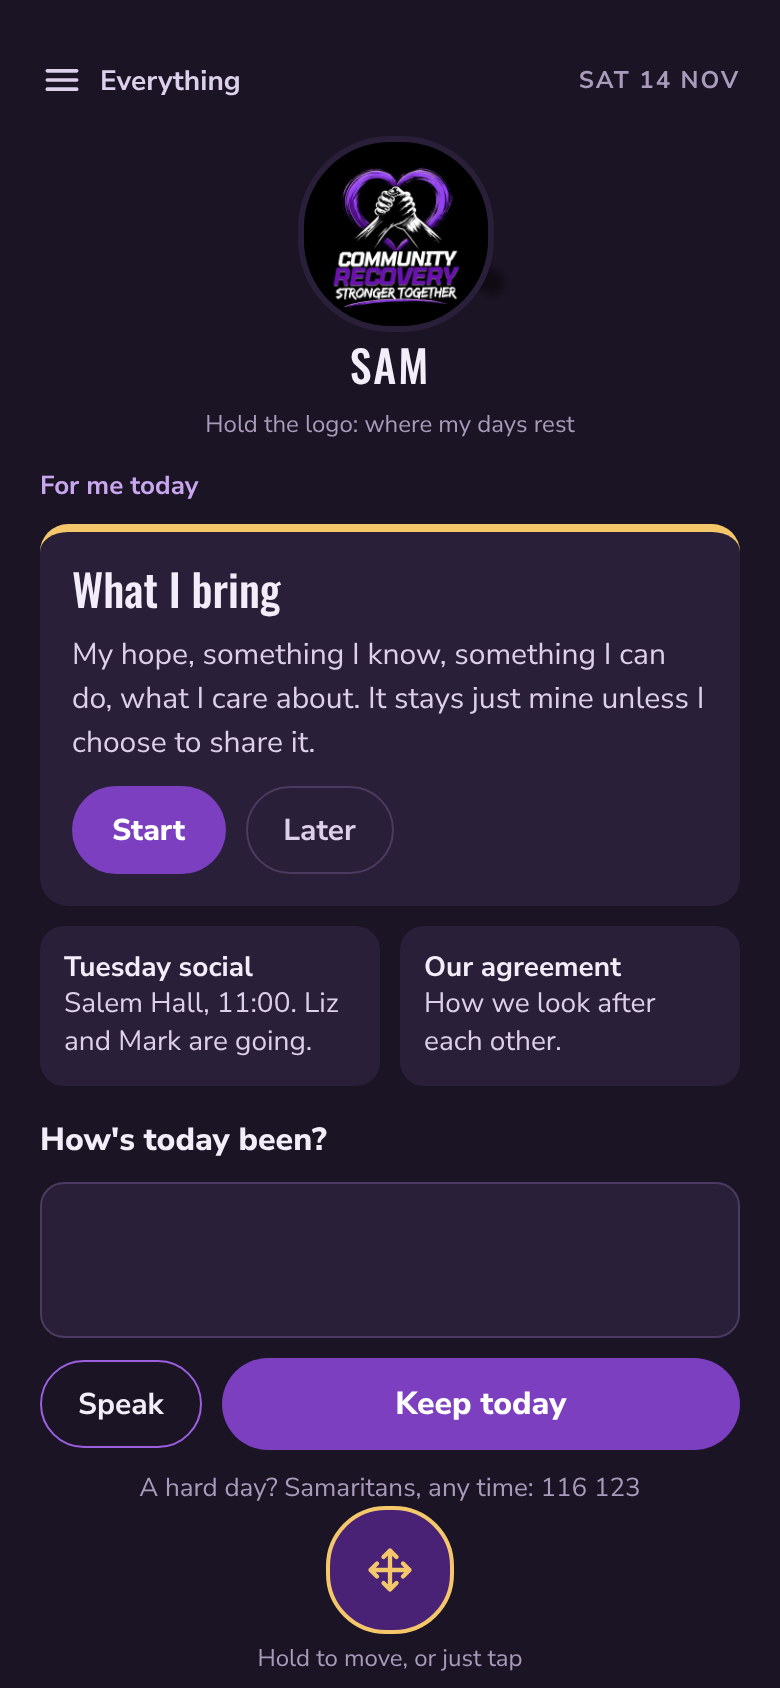 Everything
SAT 14 NOV
COMMUNITY
RECOVERY
STRONGER TOGETHER
SAM
Hold the logo: where my days rest
For me today
What I bring
My hope, something I know, something I can
do, what I care about. It stays just mine unless I
choose to share it.
Start
Later
Tuesday social
Salem Hall, 11:00. Liz
and Mark are going.
Our agreement
How we look after
each other.
How's today been?
Speak
Keep today
A hard day? Samaritans, any time: 116 123
Hold to move, or just tap